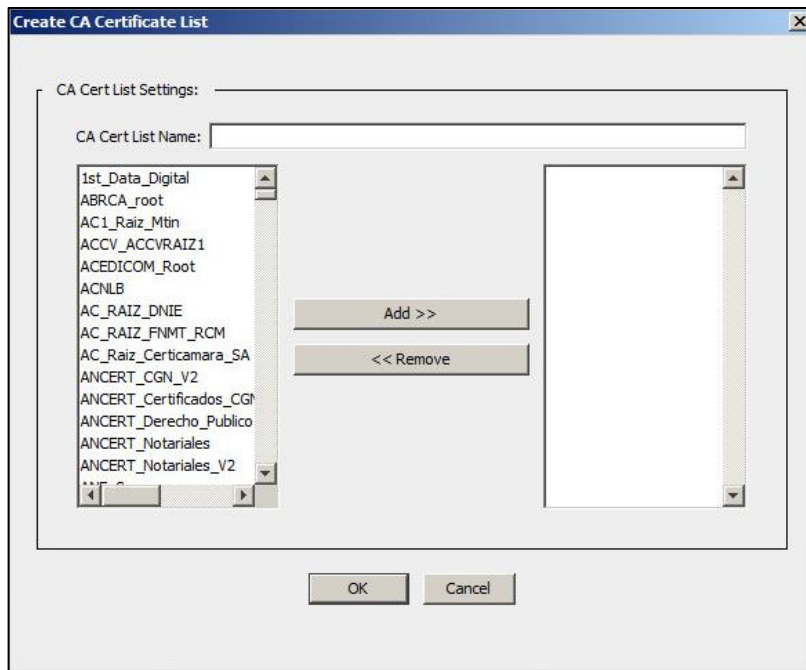 Create CA Certificate List
CA Cert List Settings:
CA Cert List Name:
1st_Data_Digital
ABRCA_root
AC1_Raiz_Mtin
ACCV_ACCVRAIZ1
ACEDICOM_Root
ACNLB
AC_RAIZ_DNIE
AC_RAIZ_FNMT_RCM
AC_Raiz_Certicamara_SA
ANCERT_CGN_V2
ANCERT_Certificados_CGN
ANCERT_Derecho_Publico
ANCERT_Notariales
ANCERT_Notariales_V2
Add >>
<< Remove
OK
Cancel